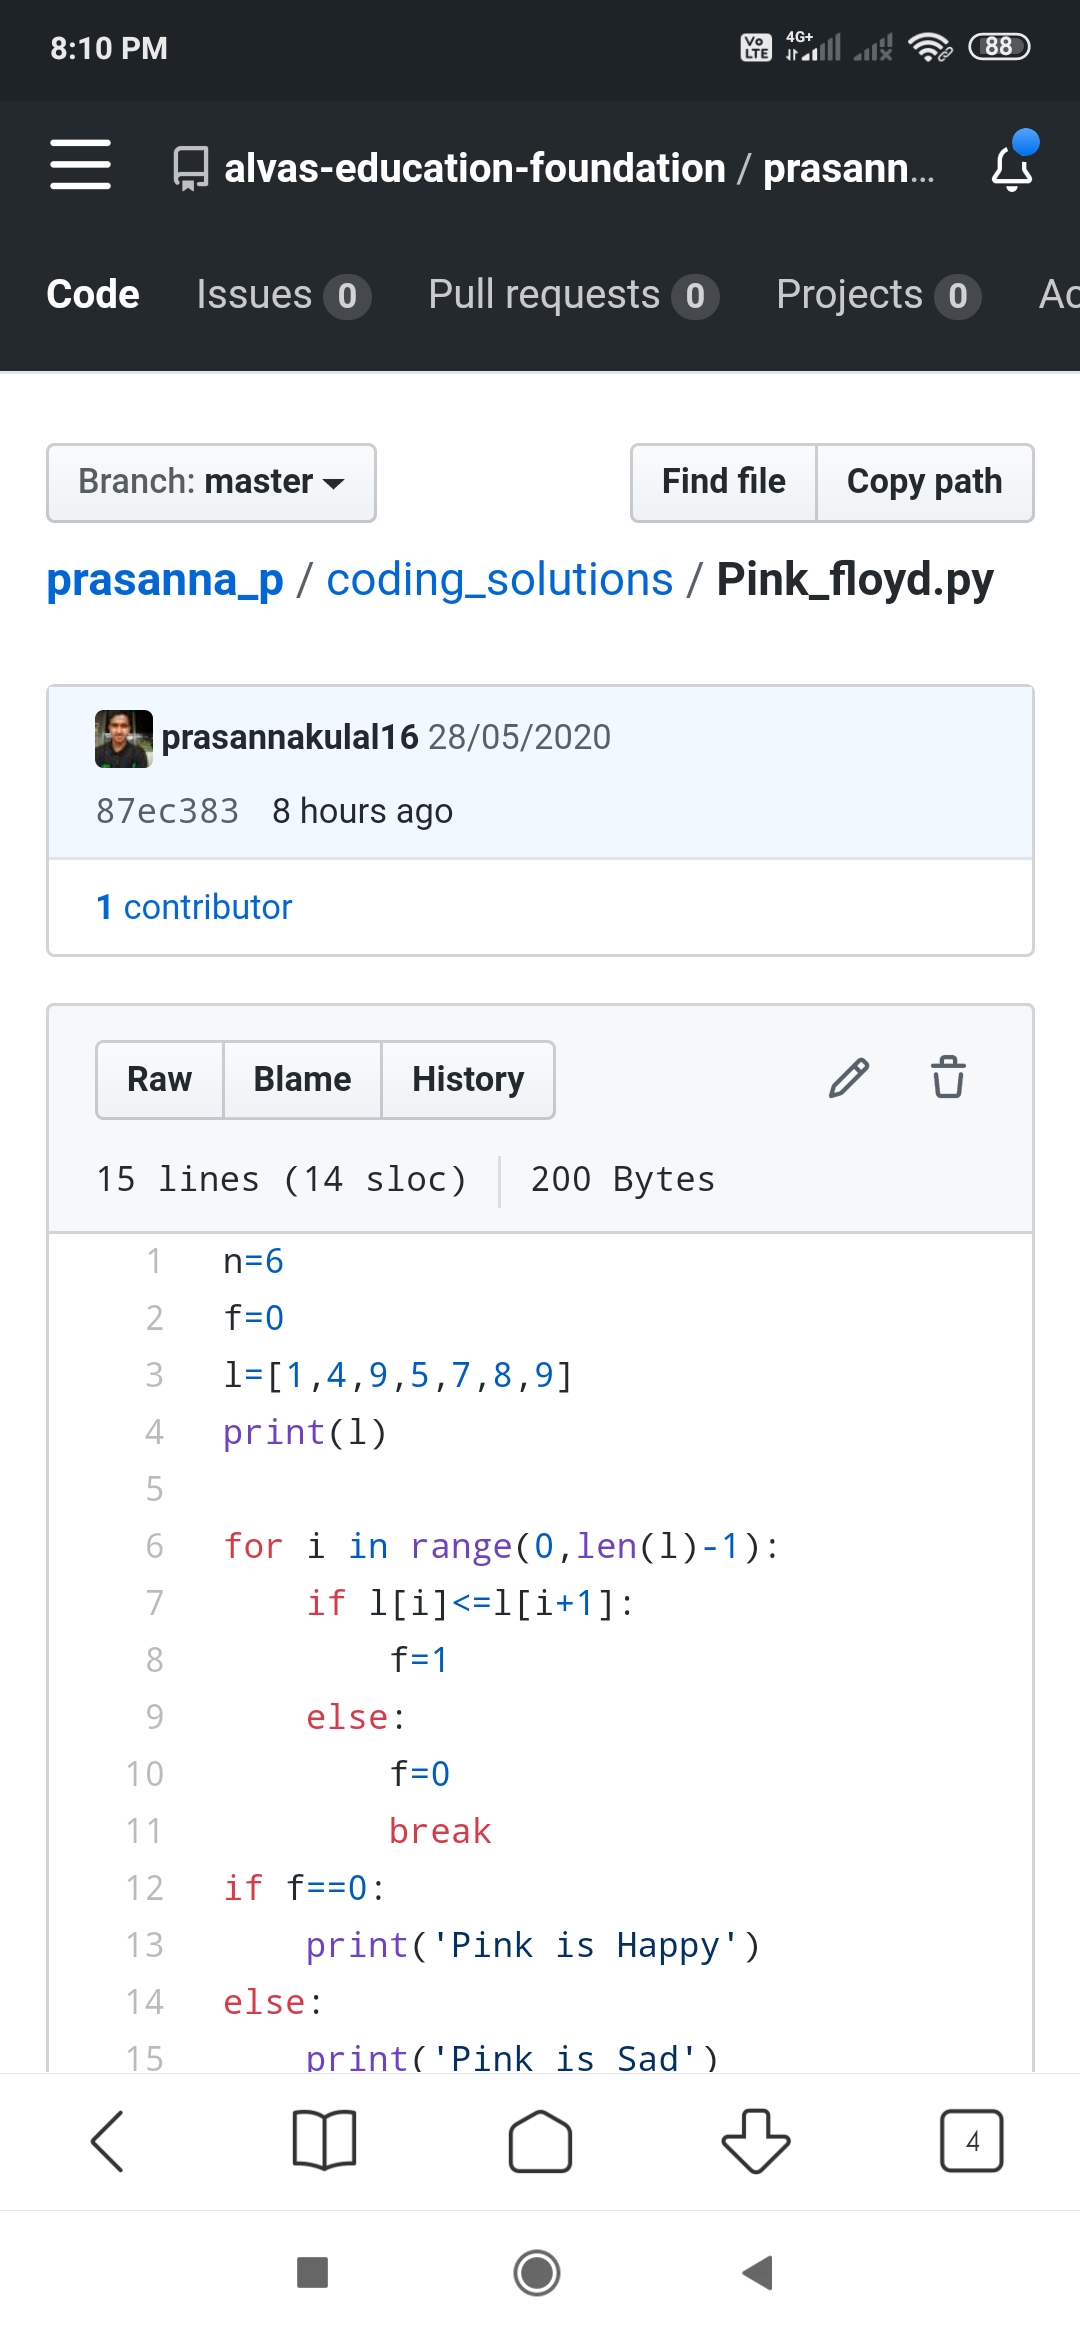 8:10 PM Vo LTE 4G+ 88
alvas-education-foundation / prasann...
Code Issues 0 Pull requests 0 Projects 0 Ac
Branch: master Find file Copy path
prasanna_p / coding_solutions / Pink_floyd.py
prasannakulal16 28/05/2020
87ec383 8 hours ago
1 contributor
Raw Blame History
15 lines (14 sloc) 200 Bytes
1 n=6
2 f=0
3 l=[1,4,9,5,7,8,9]
4 print(l)
5
6 for i in range(0,len(l)-1):
7     if l[i]<=l[i+1]:
8         f=1
9     else:
10         f=0
11         break
12 if f==0:
13     print('Pink is Happy')
14 else:
15     print('Pink is Sad')
4